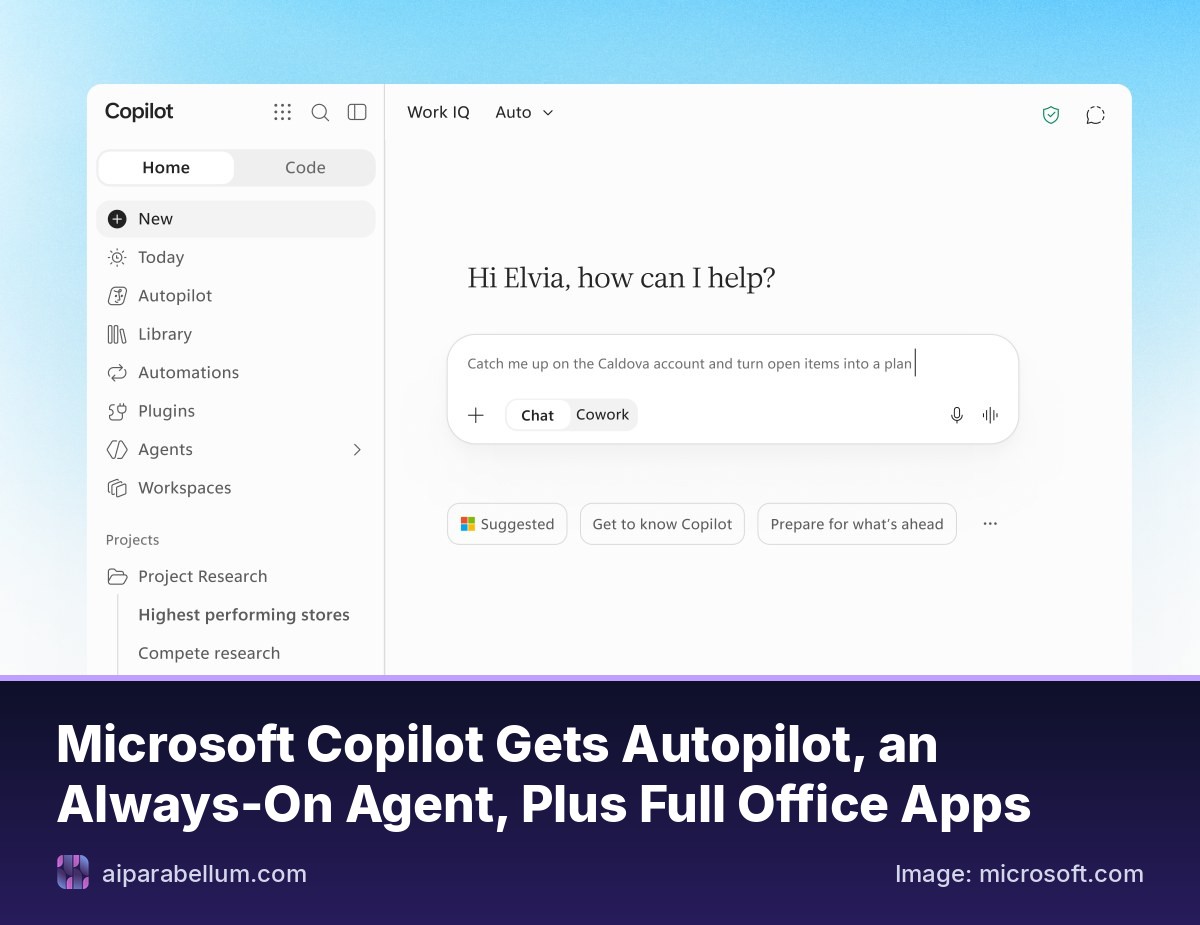 Copilot
Home
Code
New
Today
Autopilot
Library
Automations
Plugins
Agents
Workspaces
Projects
Project Research
Highest performing stores
Compete research
Work IQ
Auto
Hi Elvia, how can I help?
Catch me up on the Caldova account and turn open items into a plan
Chat
Cowork
Suggested
Get to know Copilot
Prepare for what's ahead
Microsoft Copilot Gets Autopilot, an
Always-On Agent, Plus Full Office Apps
aiparabellum.com
Image: microsoft.com